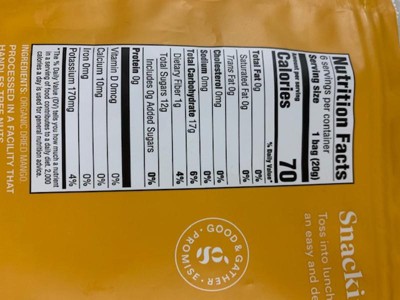 Snacki
Toss into lunch
an easy and de
GOOD & GATHER
PROMISE
g
Nutrition Facts
6 servings per container
Serving size 1 bag (20g)
Amount per serving
Calories 70
% Daily Value*
Total Fat 0g 0%
Saturated Fat 0g 0%
Trans Fat 0g
Cholesterol 0mg 0%
Sodium 0mg 0%
Total Carbohydrate 17g 6%
Dietary Fiber 1g 4%
Total Sugars 12g
Includes 0g Added Sugars 0%
Protein 0g
Vitamin D 0mcg 0%
Calcium 0mg 0%
Iron 0mg 0%
Potassium 170mg 4%
*The % Daily Value (DV) tells you how much a nutrient
in a serving of food contributes to a daily diet. 2,000
calories a day is used for general nutrition advice.
INGREDIENTS: ORGANIC DRIED MANGO.
PROCESSED IN A FACILITY THAT
HANDLES TREE NUTS